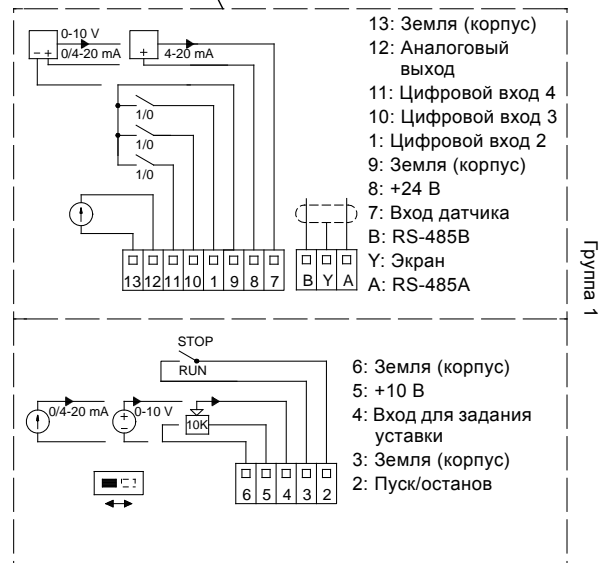 0-10 V
0/4-20 mA
- +
+
4-20 mA
1/0
1/0
1/0
13 12 11 10 1 9 8 7
B Y A
13: Земля (корпус)
12: Аналоговый
выход
11: Цифровой вход 4
10: Цифровой вход 3
1: Цифровой вход 2
9: Земля (корпус)
8: +24 В
7: Вход датчика
B: RS-485B
Y: Экран
A: RS-485A
Группа 1
STOP
RUN
0/4-20 mA
+
-
0-10 V
10K
6 5 4 3 2
6: Земля (корпус)
5: +10 В
4: Вход для задания
уставки
3: Земля (корпус)
2: Пуск/останов